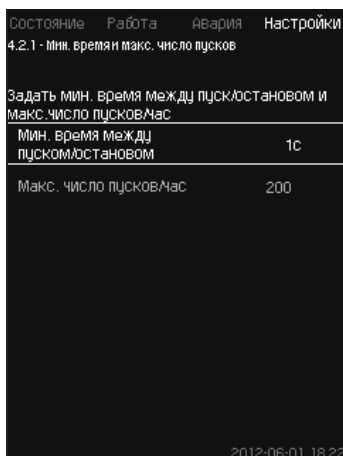 Состояние Работа Авария Настройки
4.2.1 - Мин. время и макс. число пусков
Задать мин. время между пуск/остановом и
макс.число пусков/час
Мин. время между
пуском/остановом 1с
Макс. число пусков/час 200
2012-06-01 18:22